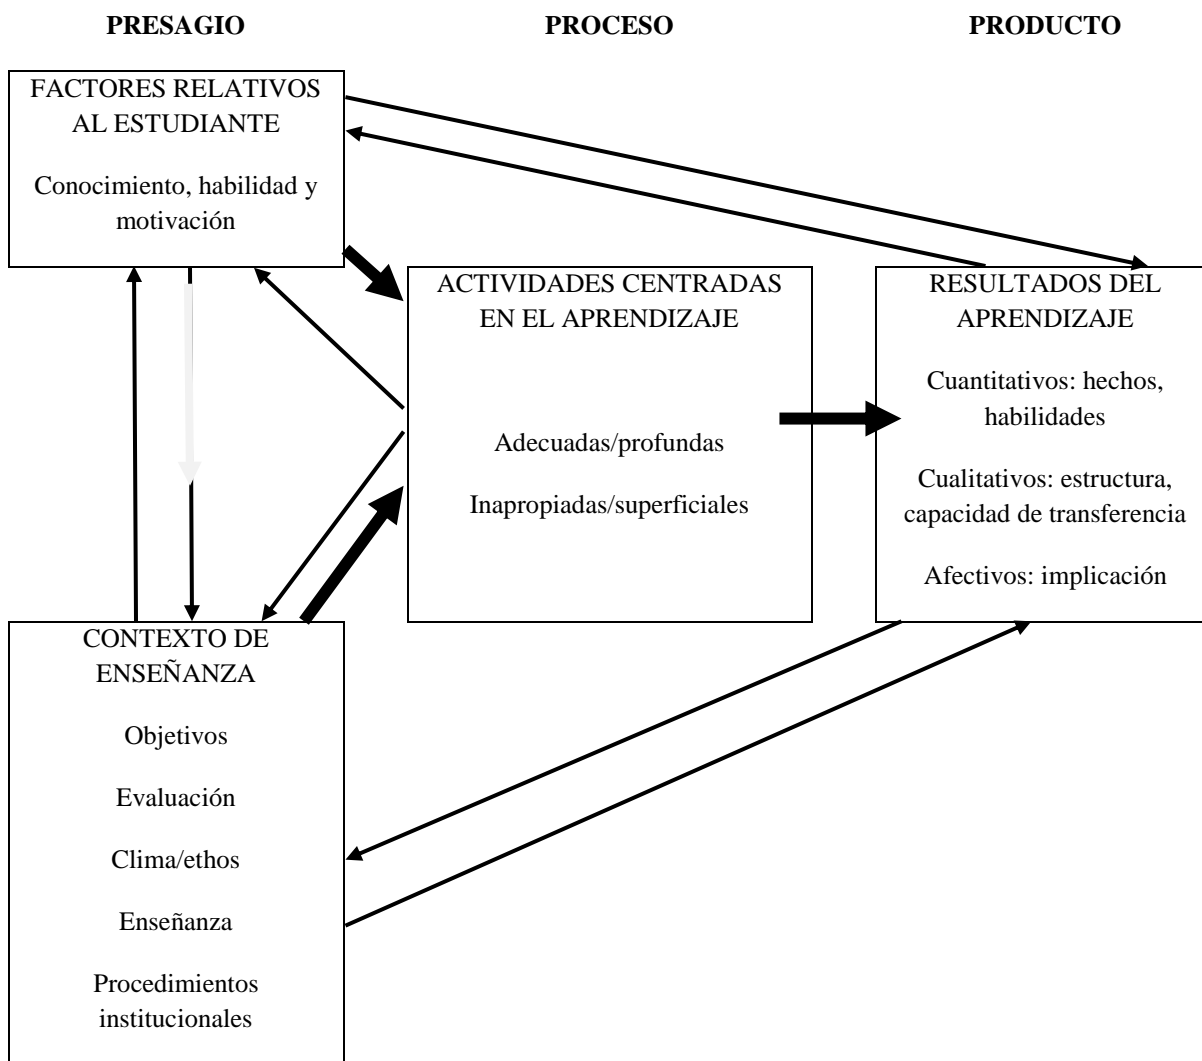 PRESAGIO
PROCESO
PRODUCTO
FACTORES RELATIVOS
AL ESTUDIANTE
Conocimiento, habilidad y
motivación
ACTIVIDADES CENTRADAS
EN EL APRENDIZAJE
Adecuadas/profundas
Inapropiadas/superficiales
RESULTADOS DEL
APRENDIZAJE
Cuantitativos: hechos,
habilidades
Cualitativos: estructura,
capacidad de transferencia
Afectivos: implicación
CONTEXTO DE
ENSEÑANZA
Objetivos
Evaluación
Clima/ethos
Enseñanza
Procedimientos
institucionales